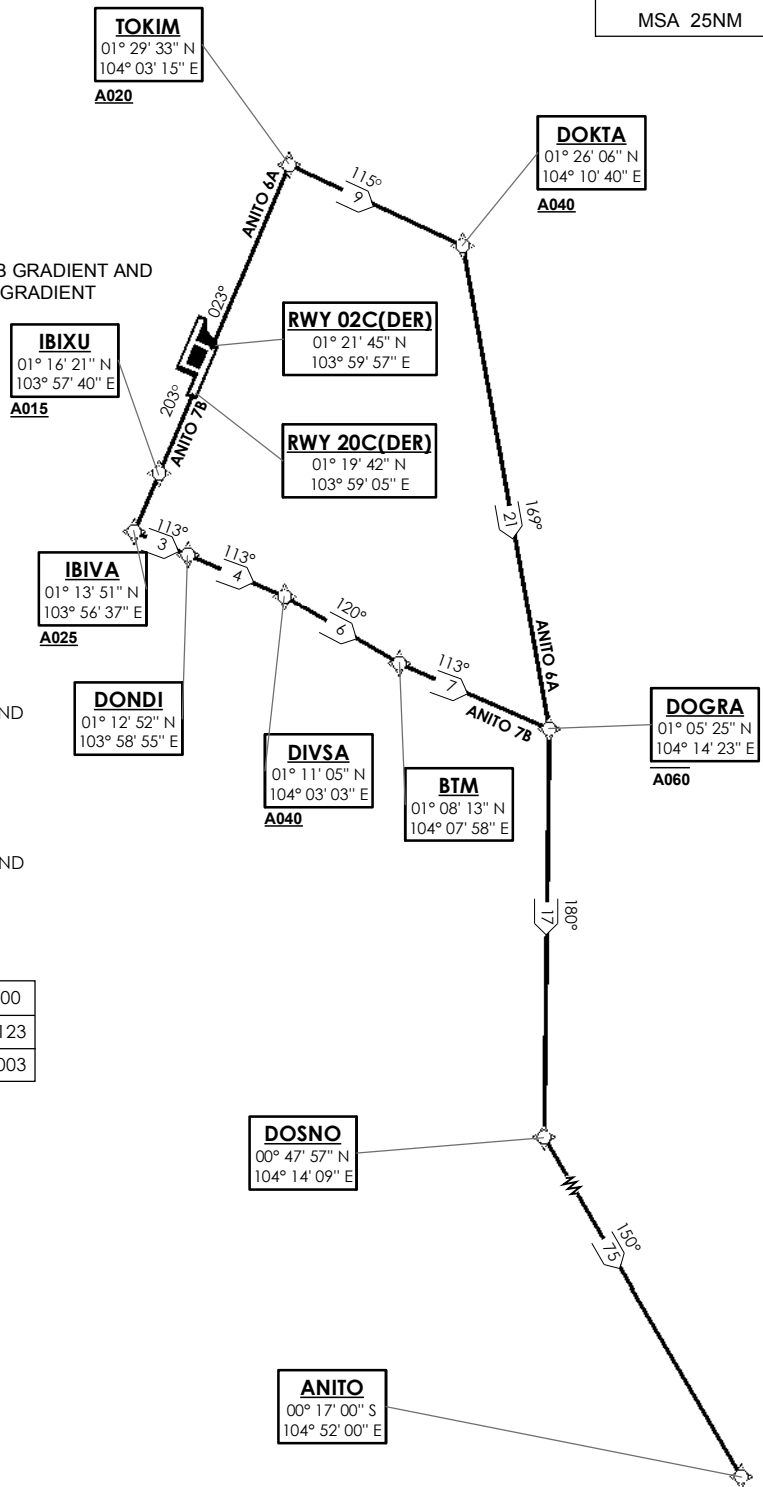 MSA 25NM
TOKIM
01° 29' 33" N
104° 03' 15" E
A020
DOKTA
01° 26' 06" N
104° 10' 40" E
A040
115°
9
ANITO 6A
023°
B GRADIENT AND
GRADIENT
IBIXU
01° 16' 21" N
103° 57' 40" E
A015
RWY 02C(DER)
01° 21' 45" N
103° 59' 57" E
203°
ANITO 7B
RWY 20C(DER)
01° 19' 42" N
103° 59' 05" E
169°
21
IBIVA
01° 13' 51" N
103° 56' 37" E
A025
113°
3
113°
4
120°
6
113°
7
ANITO 7B
ANITO 6A
DONDI
01° 12' 52" N
103° 58' 55" E
ND
DIVSA
01° 11' 05" N
104° 03' 03" E
A040
BTM
01° 08' 13" N
104° 07' 58" E
DOGRA
01° 05' 25" N
104° 14' 23" E
A060
ND
180°
17
00
123
003
DOSNO
00° 47' 57" N
104° 14' 09" E
150°
75
ANITO
00° 17' 00" S
104° 52' 00" E